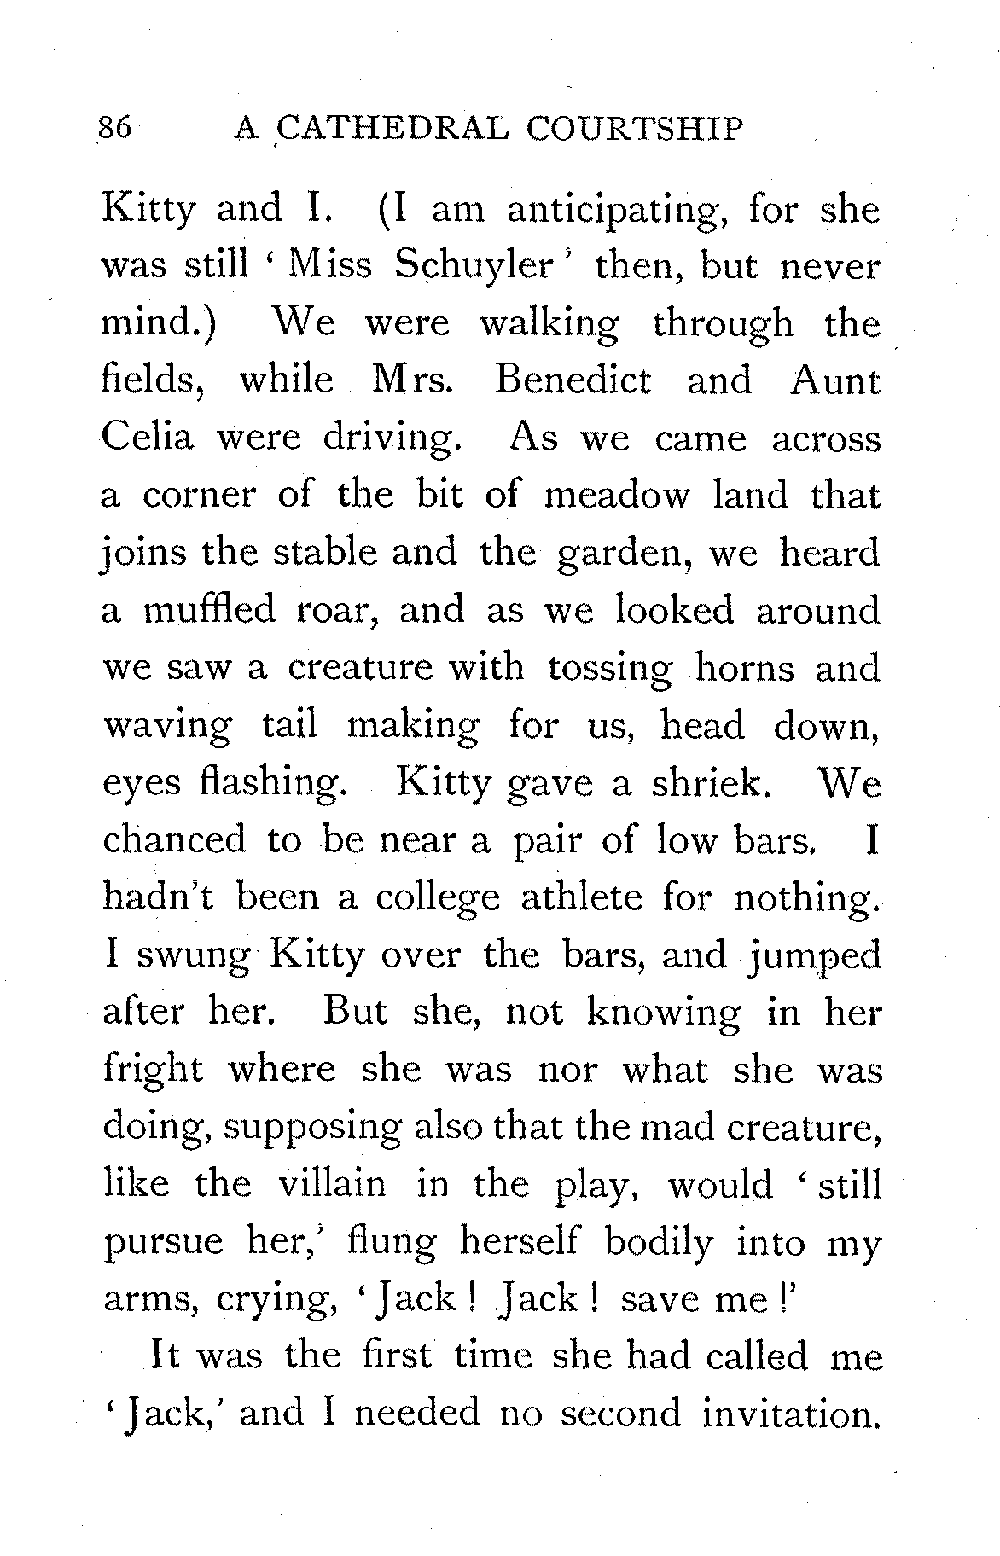 86 A CATHEDRAL COURTSHIP
Kitty and I. (I am anticipating, for she
was still ‘ Miss Schuyler ’ then, but never
mind.) We were walking through the
fields, while Mrs. Benedict and Aunt
Celia were driving. As we came across
a corner of the bit of meadow land that
joins the stable and the garden, we heard
a muffled roar, and as we looked around
we saw a creature with tossing horns and
waving tail making for us, head down,
eyes flashing. Kitty gave a shriek. We
chanced to be near a pair of low bars. I
hadn’t been a college athlete for nothing.
I swung Kitty over the bars, and jumped
after her. But she, not knowing in her
fright where she was nor what she was
doing, supposing also that the mad creature,
like the villain in the play, would ‘ still
pursue her,’ flung herself bodily into my
arms, crying, ‘ Jack ! Jack ! save me !’
It was the first time she had called me
‘ Jack,’ and I needed no second invitation.